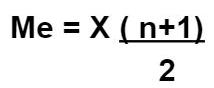 Me = X ( n+1)
2